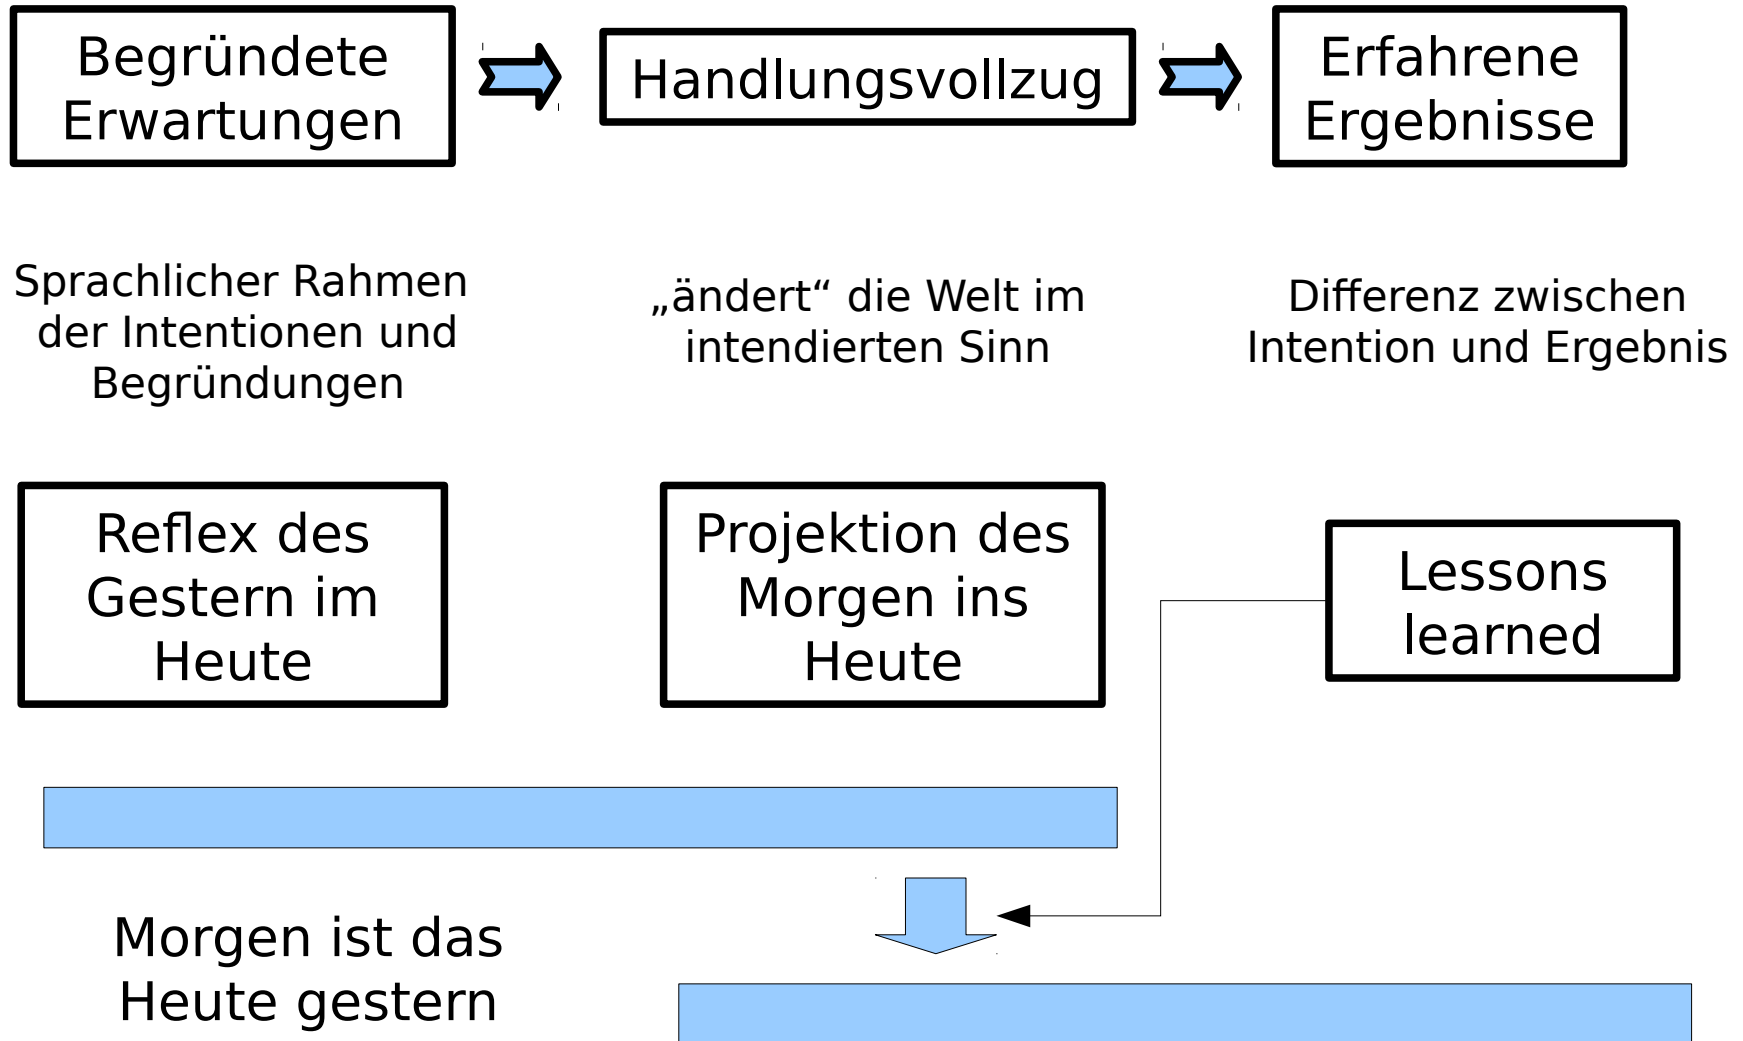 Begründete
Erwartungen
Handlungsvollzug
Erfahrene
Ergebnisse
Sprachlicher Rahmen
der Intentionen und
Begründungen
„ändert“ die Welt im
intendierten Sinn
Differenz zwischen
Intention und Ergebnis
Reflex des
Gestern im
Heute
Projektion des
Morgen ins
Heute
Lessons
learned
Morgen ist das
Heute gestern